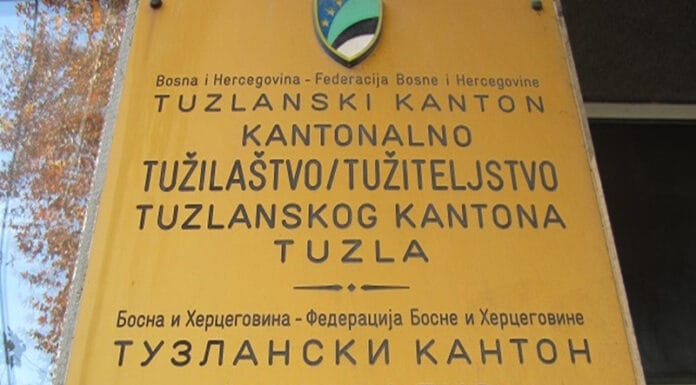 Bosna i Hercegovina - Federacija Bosne i Hercegovine
TUZLANSKI KANTON
KANTONALNO
TUŽILAŠTVO/TUŽITELJSTVO
TUZLANSKOG KANTONA
TUZLA
Босна и Херцеговина - Федерација Босне и Херцеговине
ТУЗЛАНСКИ КАНТОН